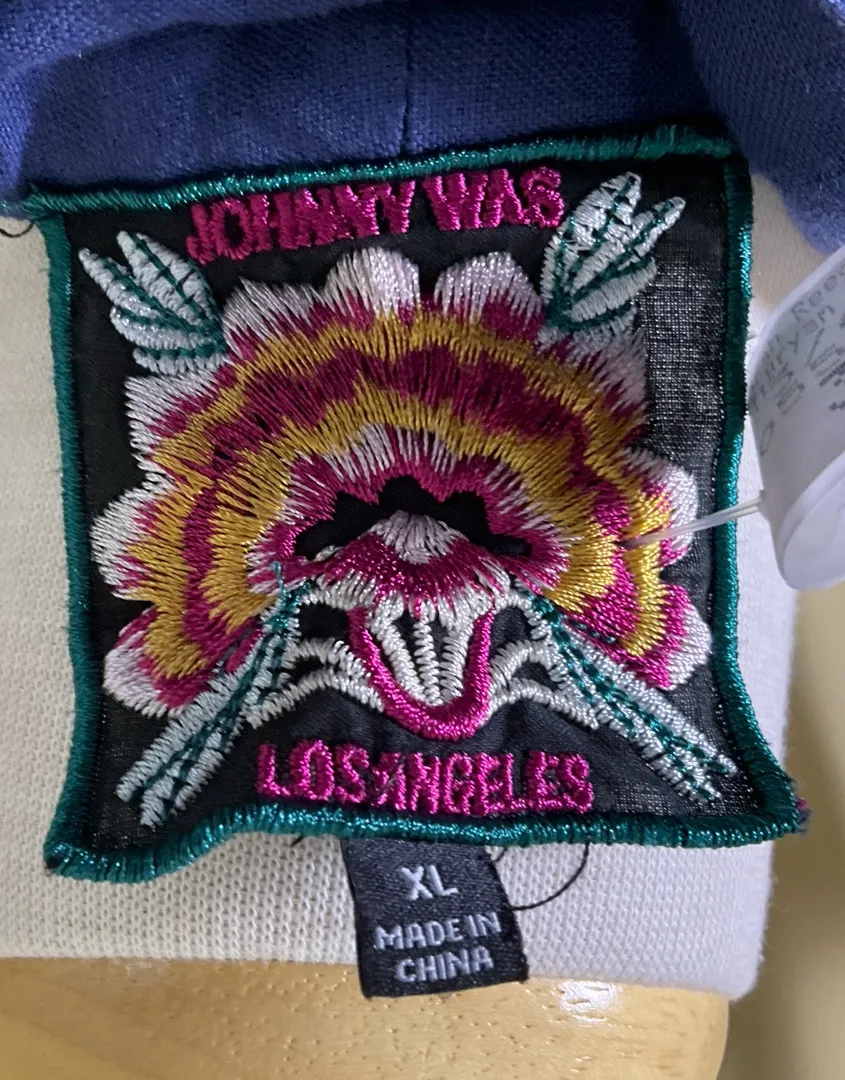 JOHNNY WAS
LOS ANGELES
XL
MADE IN
CHINA